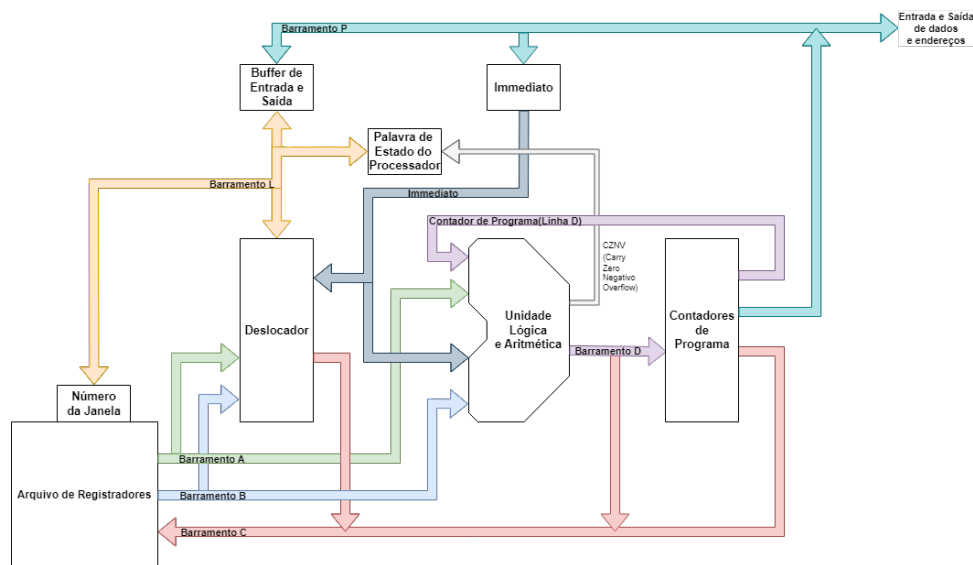 Barramento P
Entrada e Saída
de dados
e endereços
Buffer de
Entrada e
Saída
Immediato
Palavra de
Estado do
Processador
Barramento L
Immediato
Contador de Programa(Linha D)
CZNV
(Carry
Zero
Negativo
Overflow)
Deslocador
Unidade
Lógica
e Aritmética
Contadores
de
Programa
Barramento D
Número
da Janela
Barramento A
Arquivo de Registradores
Barramento B
Barramento C